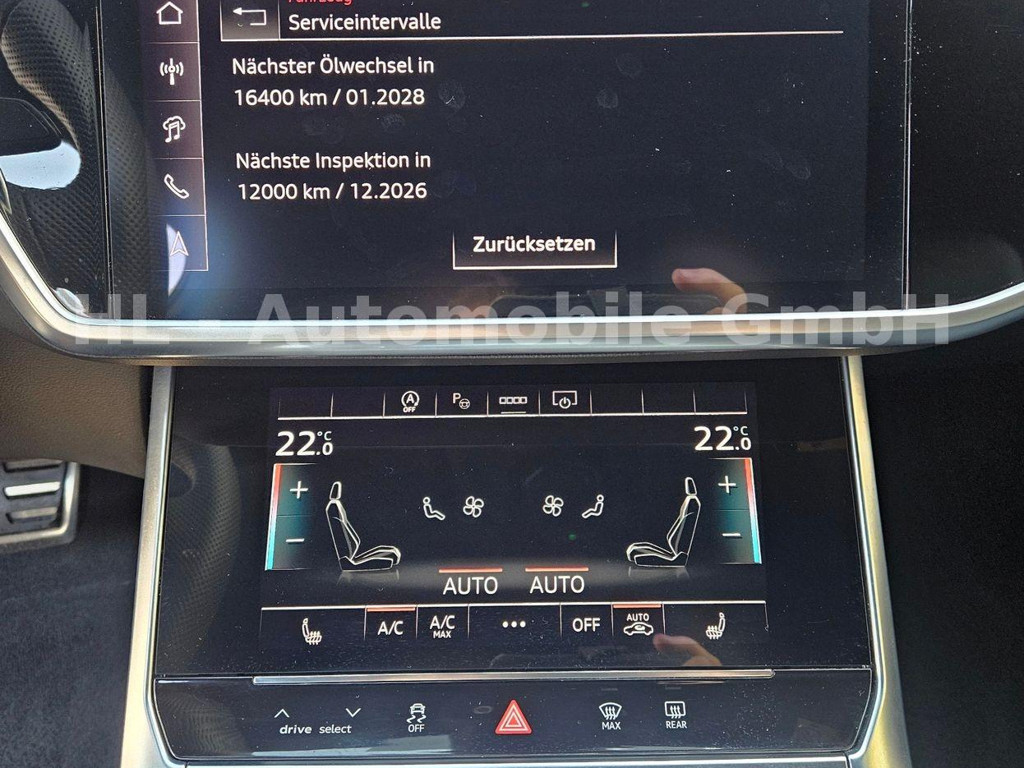 Fahrzeug
Serviceintervalle
Nächster Ölwechsel in
16400 km / 01.2028
Nächste Inspektion in
12000 km / 12.2026
Zurücksetzen
HL - Automobile GmbH
A OFF
P
22.0 °C
22.0 °C
+
+
−
−
AUTO
AUTO
A/C
A/C MAX
•••
OFF
AUTO
drive select
OFF
MAX
REAR